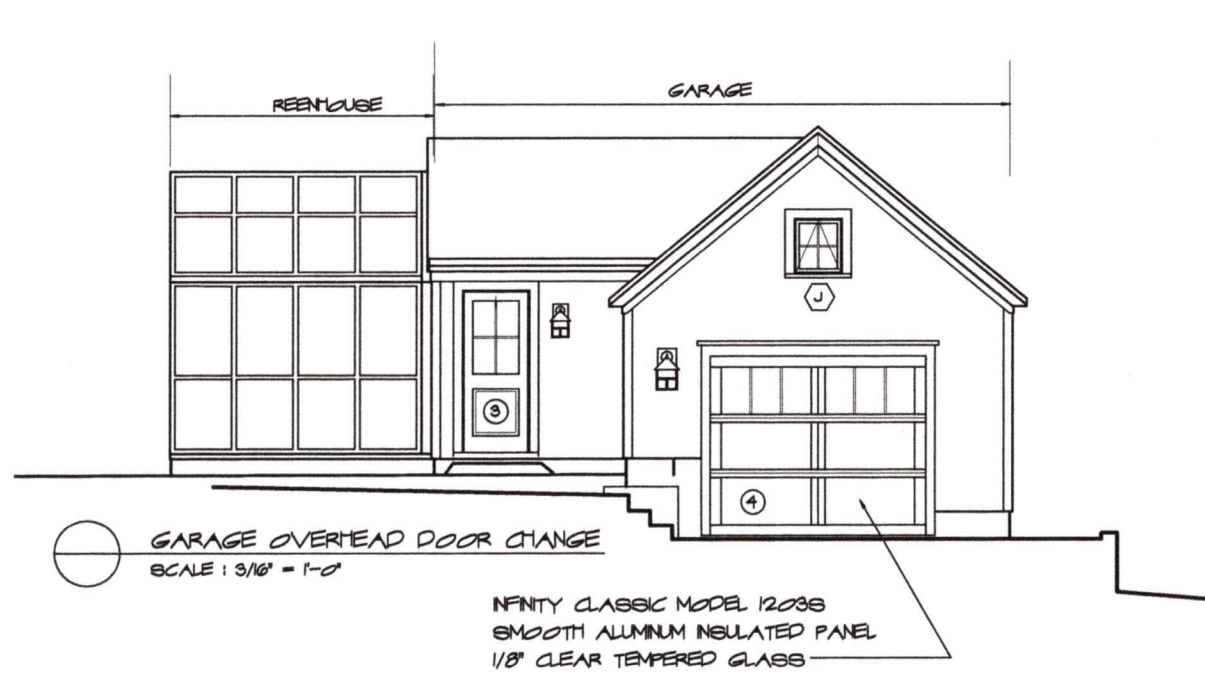 REENHOUSE
GARAGE
J
3
4
GARAGE OVERHEAD DOOR CHANGE
SCALE : 3/16" = 1'-0"
INFINITY CLASSIC MODEL 1203S
SMOOTH ALUMINUM INSULATED PANEL
1/8" CLEAR TEMPERED GLASS